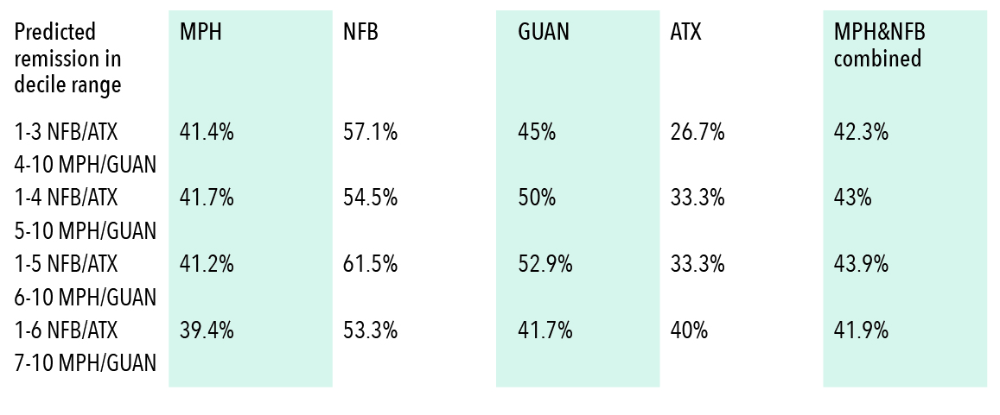 Predicted remission in decile range MPH NFB GUAN ATX MPH&NFB combined
1-3 NFB/ATX 41.4% 57.1% 45% 26.7% 42.3%
4-10 MPH/GUAN
1-4 NFB/ATX 41.7% 54.5% 50% 33.3% 43%
5-10 MPH/GUAN
1-5 NFB/ATX 41.2% 61.5% 52.9% 33.3% 43.9%
6-10 MPH/GUAN
1-6 NFB/ATX 39.4% 53.3% 41.7% 40% 41.9%
7-10 MPH/GUAN